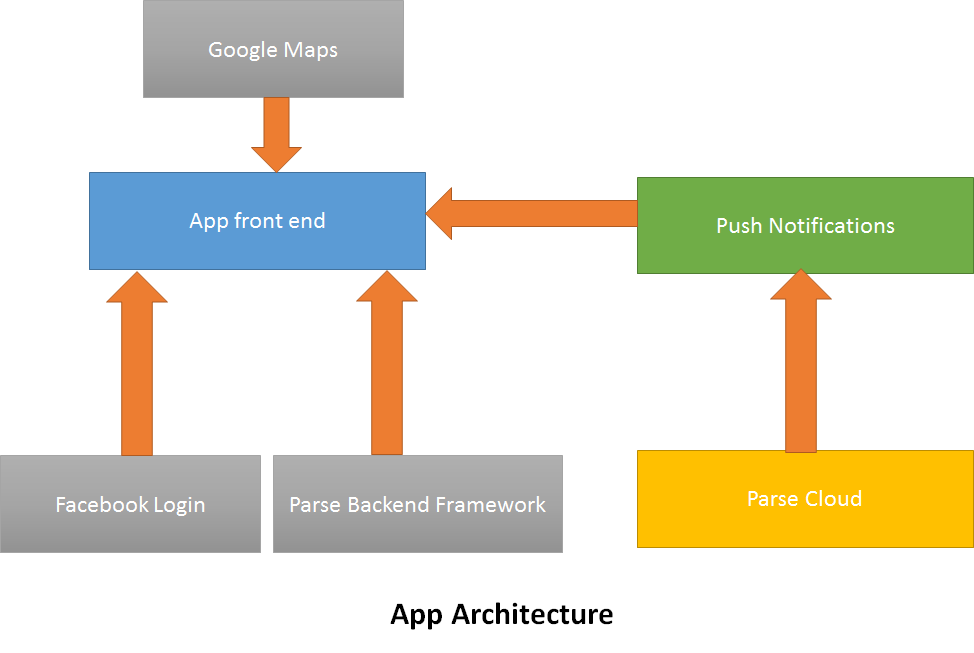 Google Maps
App front end
Push Notifications
Facebook Login
Parse Backend Framework
Parse Cloud
App Architecture